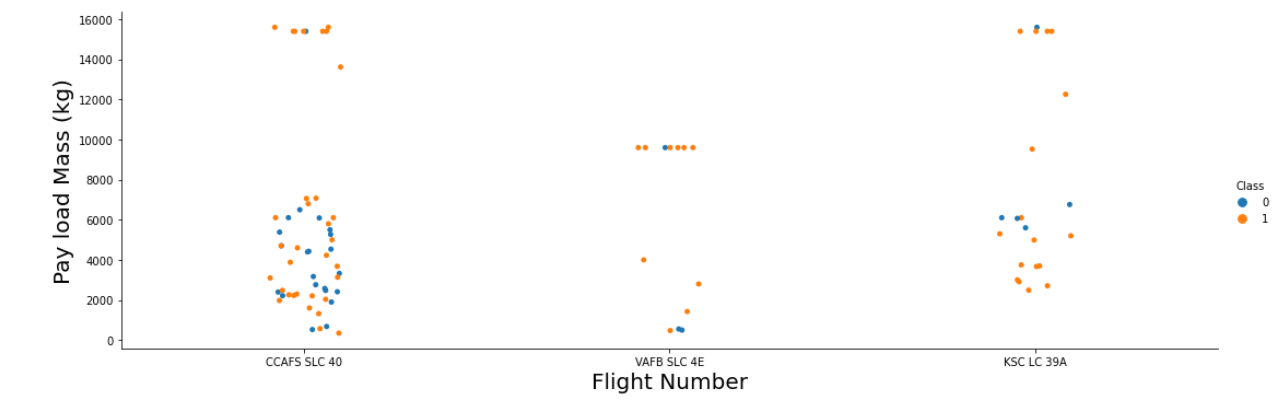 Pay load Mass (kg)
16000
14000
12000
10000
8000
6000
4000
2000
0
CCAFS SLC 40
VAFB SLC 4E
KSC LC 39A
Flight Number
Class
0
1